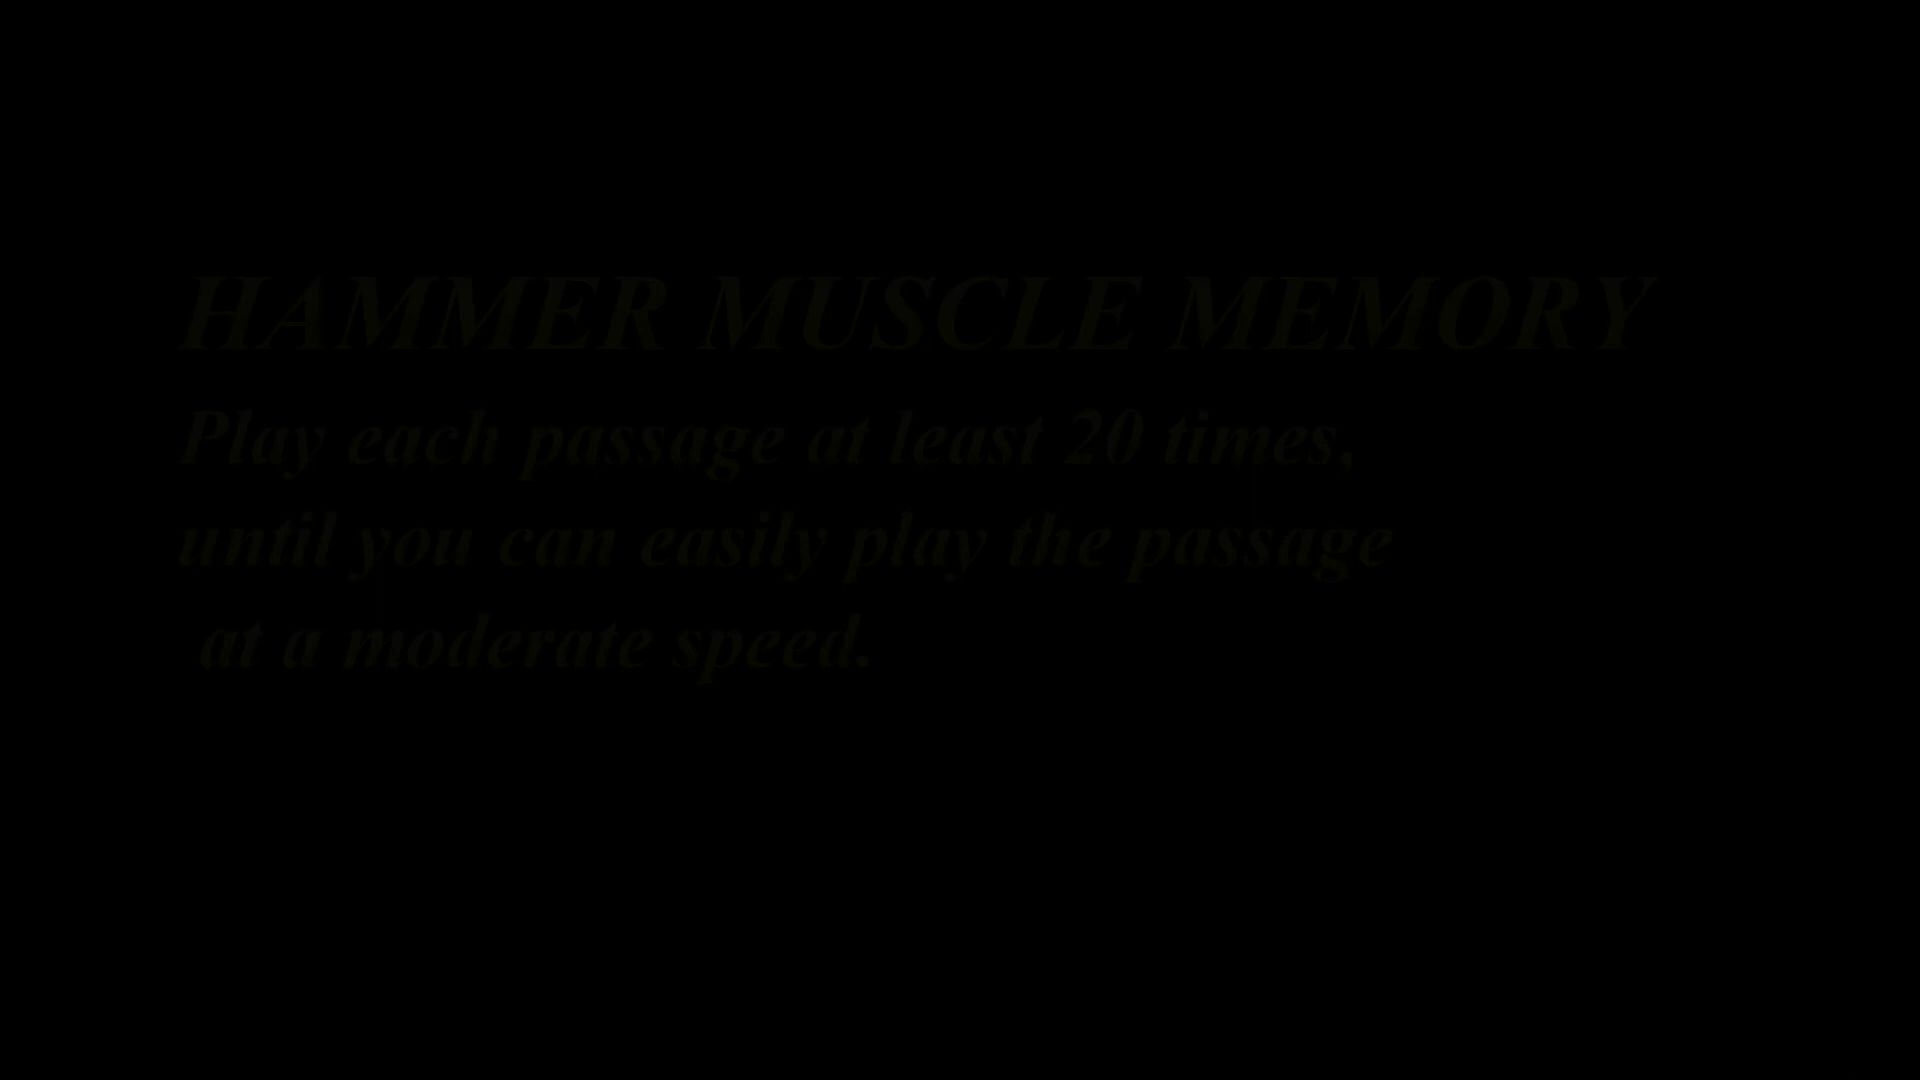 HAMMER MUSCLE MEMORY
Play each passage at least 20 times,
until you can easily play the passage
at a moderate speed.